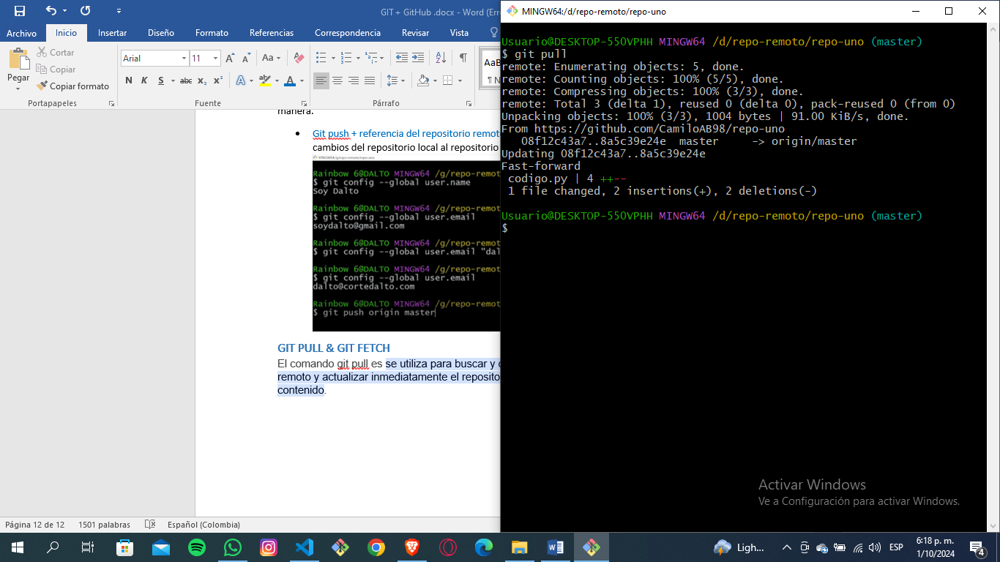 GIT + GitHub .docx - Word (Erro
Archivo Inicio Insertar Diseño Formato Referencias Correspondencia Revisar Vista
Pegar
Cortar
Copiar
Copiar formato
Portapapeles
Arial 11 Aa
N K S abc x₂ x² A aby A
Fuente
Párrafo
AaB
¶ N
manera.
• Git push + referencia del repositorio remot
cambios del repositorio local al repositorio
Rainbow 6@DALTO MINGW64 /g/repo-remot
$ git config --global user.name
Soy Dalto
Rainbow 6@DALTO MINGW64 /g/repo-remot
$ git config --global user.email
soydalto@gmail.com
Rainbow 6@DALTO MINGW64 /g/repo-remot
$ git config --global user.email "dal
Rainbow 6@DALTO MINGW64 /g/repo-remot
$ git config --global user.email
dalto@cortedalto.com
Rainbow 6@DALTO MINGW64 /g/repo-remot
$ git push origin master
GIT PULL & GIT FETCH
El comando git pull es se utiliza para buscar y
remoto y actualizar inmediatamente el reposito
contenido.
Página 12 de 12 1501 palabras Español (Colombia)
MINGW64:/d/repo-remoto/repo-uno
Usuario@DESKTOP-55OVPHH MINGW64 /d/repo-remoto/repo-uno (master)
$ git pull
remote: Enumerating objects: 5, done.
remote: Counting objects: 100% (5/5), done.
remote: Compressing objects: 100% (3/3), done.
remote: Total 3 (delta 1), reused 0 (delta 0), pack-reused 0 (from 0)
Unpacking objects: 100% (3/3), 1004 bytes | 91.00 KiB/s, done.
From https://github.com/CamiloAB98/repo-uno
08f12c43a7..8a5c39e24e master -> origin/master
Updating 08f12c43a7..8a5c39e24e
Fast-forward
codigo.py | 4 ++--
1 file changed, 2 insertions(+), 2 deletions(-)
Usuario@DESKTOP-55OVPHH MINGW64 /d/repo-remoto/repo-uno (master)
$
Activar Windows
Ve a Configuración para activar Windows.
Ligh... ESP 6:18 p. m.
1/10/2024
4